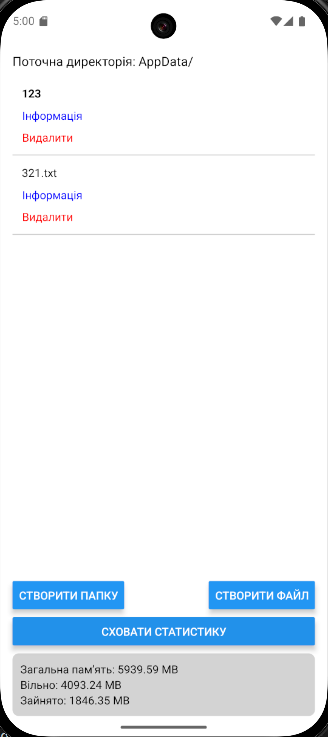 5:00
Поточна директорія: AppData/
123
Інформація
Видалити
321.txt
Інформація
Видалити
СТВОРИТИ ПАПКУ
СТВОРИТИ ФАЙЛ
СХОВАТИ СТАТИСТИКУ
Загальна пам'ять: 5939.59 MB
Вільно: 4093.24 MB
Зайнято: 1846.35 MB